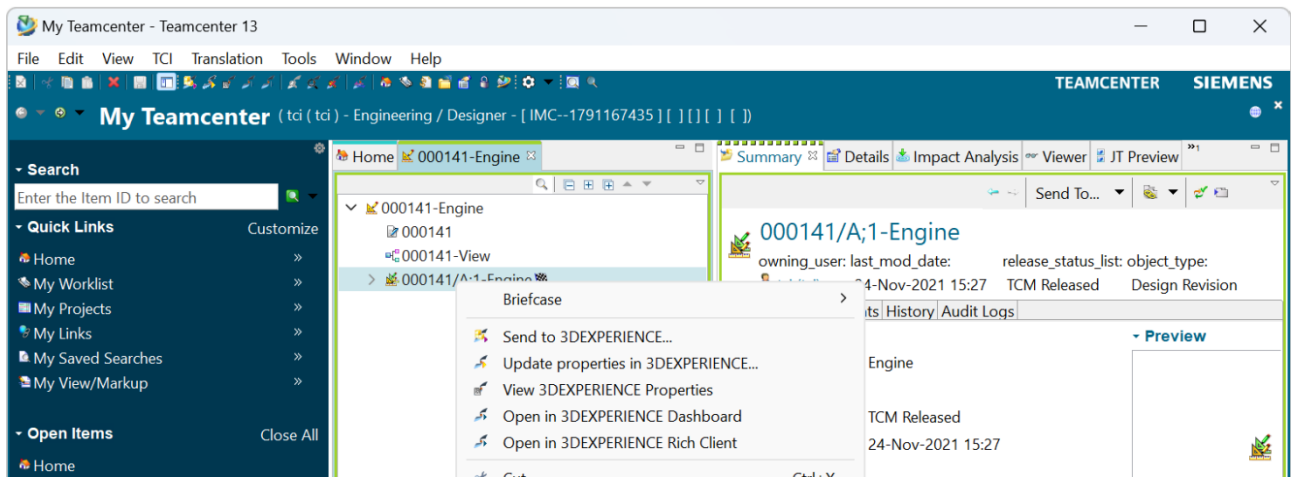 My Teamcenter - Teamcenter 13
File Edit View TCI Translation Tools Window Help
TEAMCENTER SIEMENS
My Teamcenter ( tci ( tci ) - Engineering / Designer - [ IMC--1791167435 ] [ ] [ ] [ ] [ ])
Search
Enter the Item ID to search
Quick Links Customize
Home
My Worklist
My Projects
My Links
My Saved Searches
My View/Markup
Open Items Close All
Home
Home 000141-Engine
000141-Engine
000141
000141-View
000141/A;1-Engine
Briefcase
Send to 3DEXPERIENCE...
Update properties in 3DEXPERIENCE...
View 3DEXPERIENCE Properties
Open in 3DEXPERIENCE Dashboard
Open in 3DEXPERIENCE Rich Client
Summary Details Impact Analysis Viewer JT Preview
Send To...
000141/A;1-Engine
owning_user: last_mod_date: release_status_list: object_type:
24-Nov-2021 15:27 TCM Released Design Revision
History Audit Logs
Preview
Engine
TCM Released
24-Nov-2021 15:27